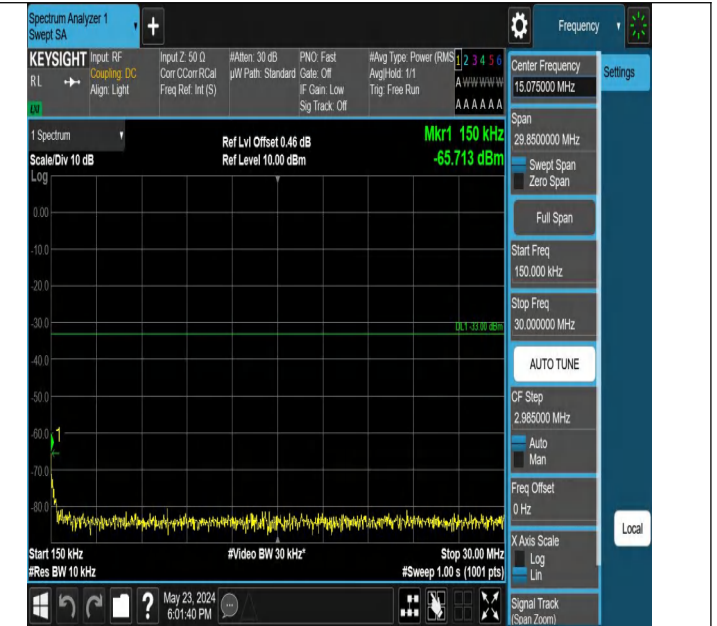 Spectrum Analyzer 1
Swept SA
+
Frequency
KEYSIGHT
RL
Input: RF
Coupling: DC
Align: Light
Input Z: 50 Ω
Corr CCorr RCal
Freq Ref: Int (S)
#Atten: 30 dB
µW Path: Standard
PNO: Fast
Gate: Off
IF Gain: Low
Sig Track: Off
#Avg Type: Power (RMS
Avg|Hold: 1/1
Trig: Free Run
1 2 3 4 5 6
A W W W W W
A A A A A A
1 Spectrum
Scale/Div 10 dB
Log
Ref Lvl Offset 0.46 dB
Ref Level 10.00 dBm
Mkr1 150 kHz
-65.713 dBm
0.00
-10.0
-20.0
-30.0
DL1 -33.00 dBm
-40.0
-50.0
-60.0
1
-70.0
-80.0
Start 150 kHz
#Res BW 10 kHz
#Video BW 30 kHz*
Stop 30.00 MHz
#Sweep 1.00 s (1001 pts)
?
May 23, 2024
6:01:40 PM
Settings
Center Frequency
15.075000 MHz
Span
29.8500000 MHz
Swept Span
Zero Span
Full Span
Start Freq
150.000 kHz
Stop Freq
30.000000 MHz
AUTO TUNE
CF Step
2.985000 MHz
Auto
Man
Freq Offset
0 Hz
X Axis Scale
Log
Lin
Signal Track
(Span Zoom)
Local